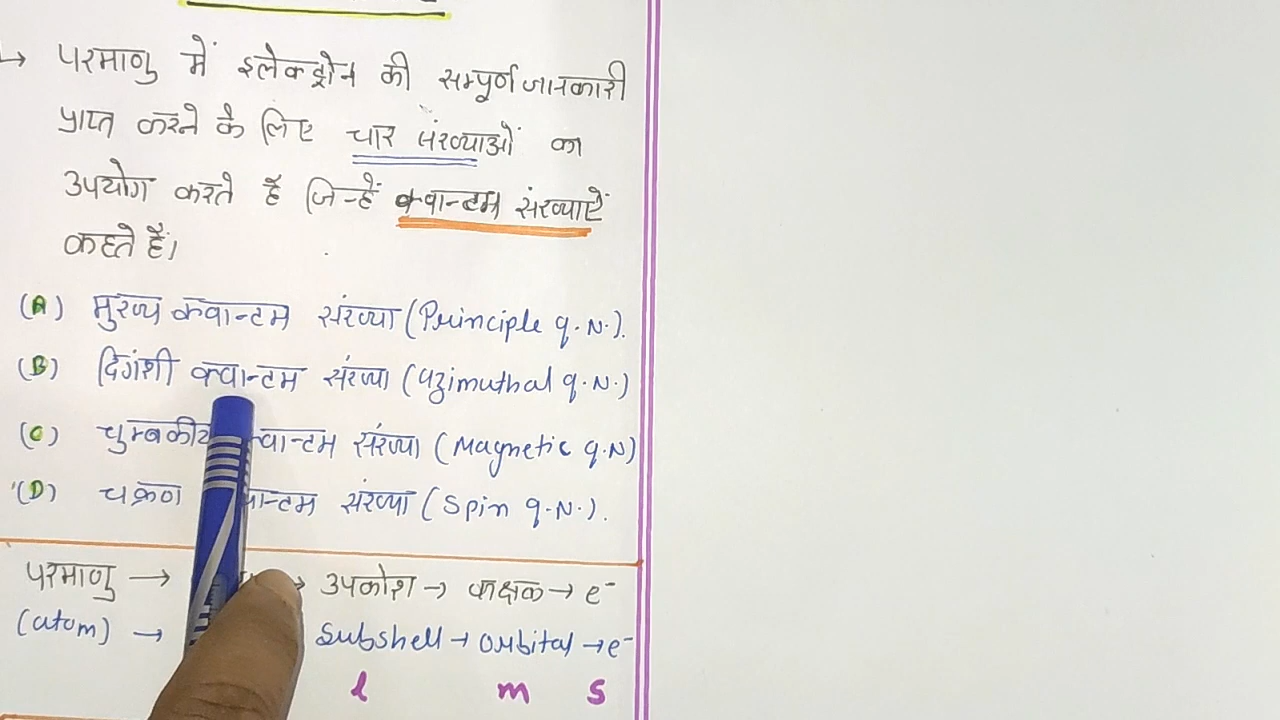 → परमाणु में इलेक्ट्रोन की सम्पूर्ण जानकारी
प्राप्त करने के लिए चार संख्याओं का
उपयोग करते हैं जिन्हें क्वान्टम संख्याऐं
कहते हैं।
(A) मुख्य क्वान्टम संख्या (Principle q.N.).
(B) दिगंशी क्वान्टम संख्या (Azimuthal q.N.)
(C) चुम्बकीय क्वान्टम संख्या (Magnetic q.N)
(D) चक्रण क्वान्टम संख्या (Spin q.N.).
परमाणु → → उपकोश → कक्षक → e⁻
(atom) → Subshell → Orbital → e⁻
l m s